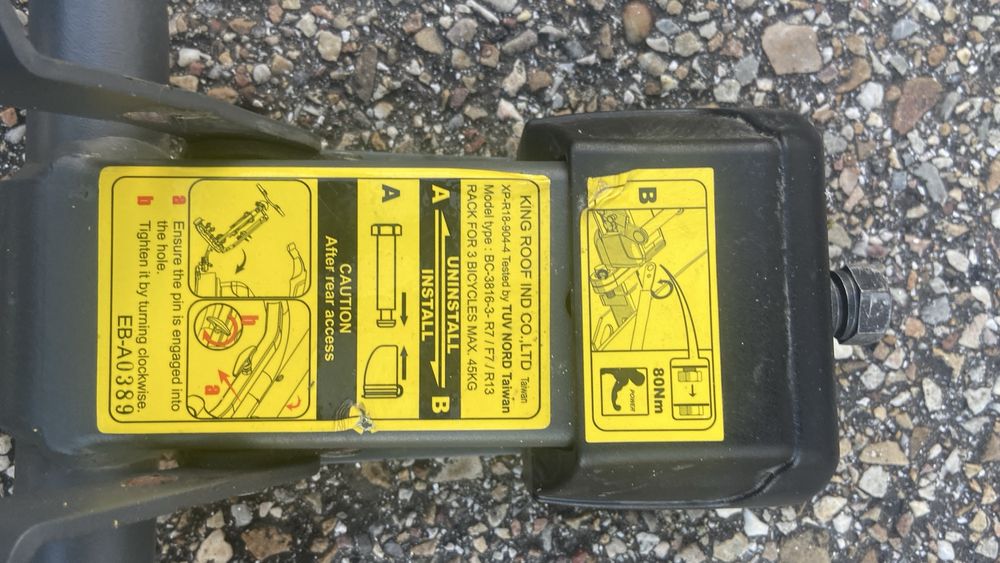 B
80Nm
POWER
KING ROOF IND CO.,LTD Taiwan
XP-R18-904-4 Tested by TUV NORD Taiwan
Model type : BC-3816-3- R7 / F7 / R13
RACK FOR 3 BICYCLES MAX. 45KG
A UNINSTALL B
INSTALL
A
CAUTION
After rear access
b
a
a Ensure the pin is engaged into
the hole.
b Tighten it by turning clockwise.
EB-A0389